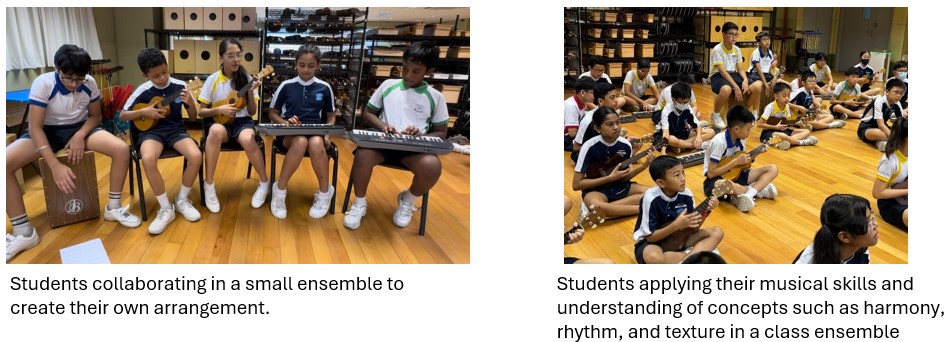 Students collaborating in a small ensemble to
create their own arrangement.
Students applying their musical skills and
understanding of concepts such as harmony,
rhythm, and texture in a class ensemble